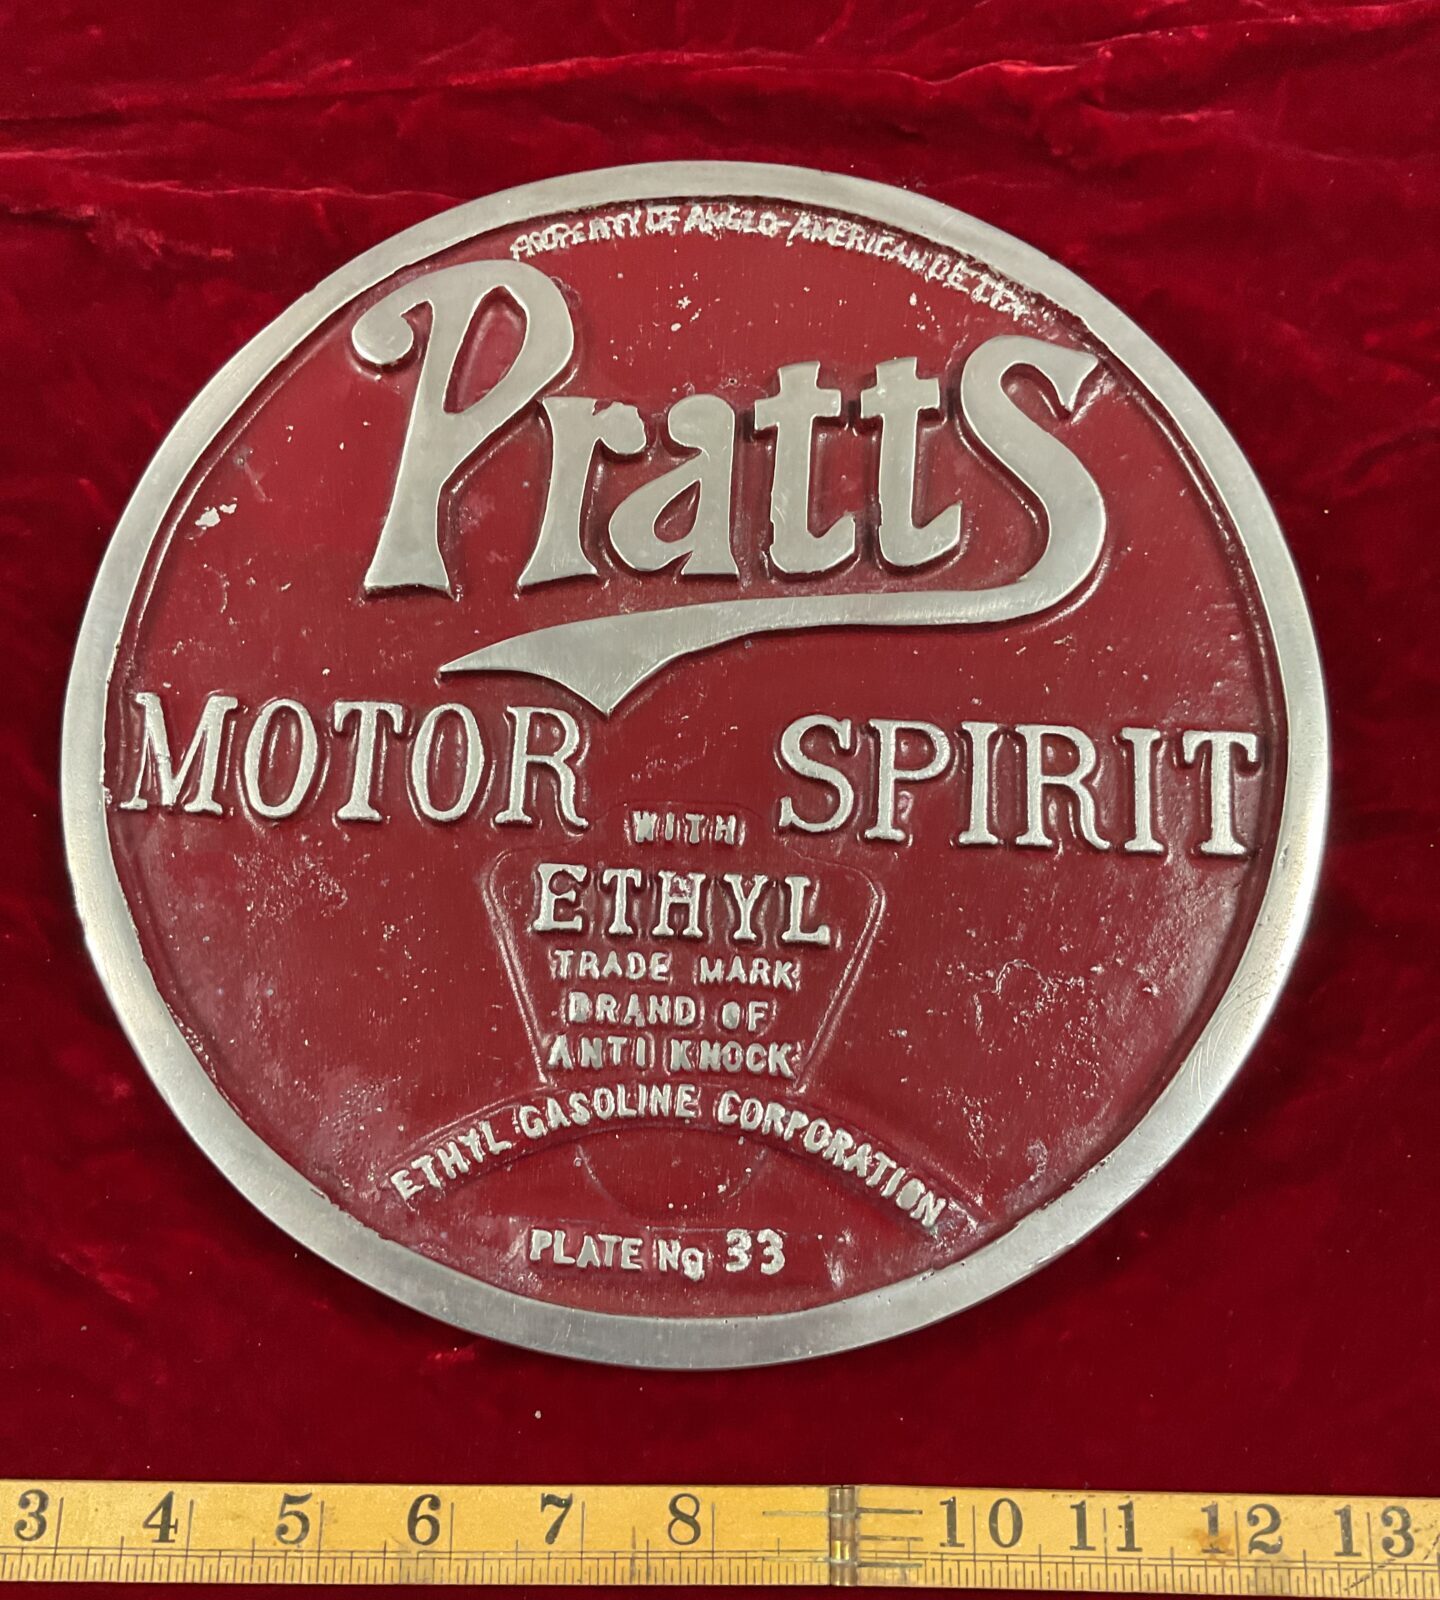 PROPERTY OF ANGLO-AMERICAN OIL Co LTD
Pratts
MOTOR SPIRIT
WITH
ETHYL
TRADE MARK
BRAND OF
ANTI KNOCK
ETHYL GASOLINE CORPORATION
PLATE No 33
3 4 5 6 7 8 10 11 12 13